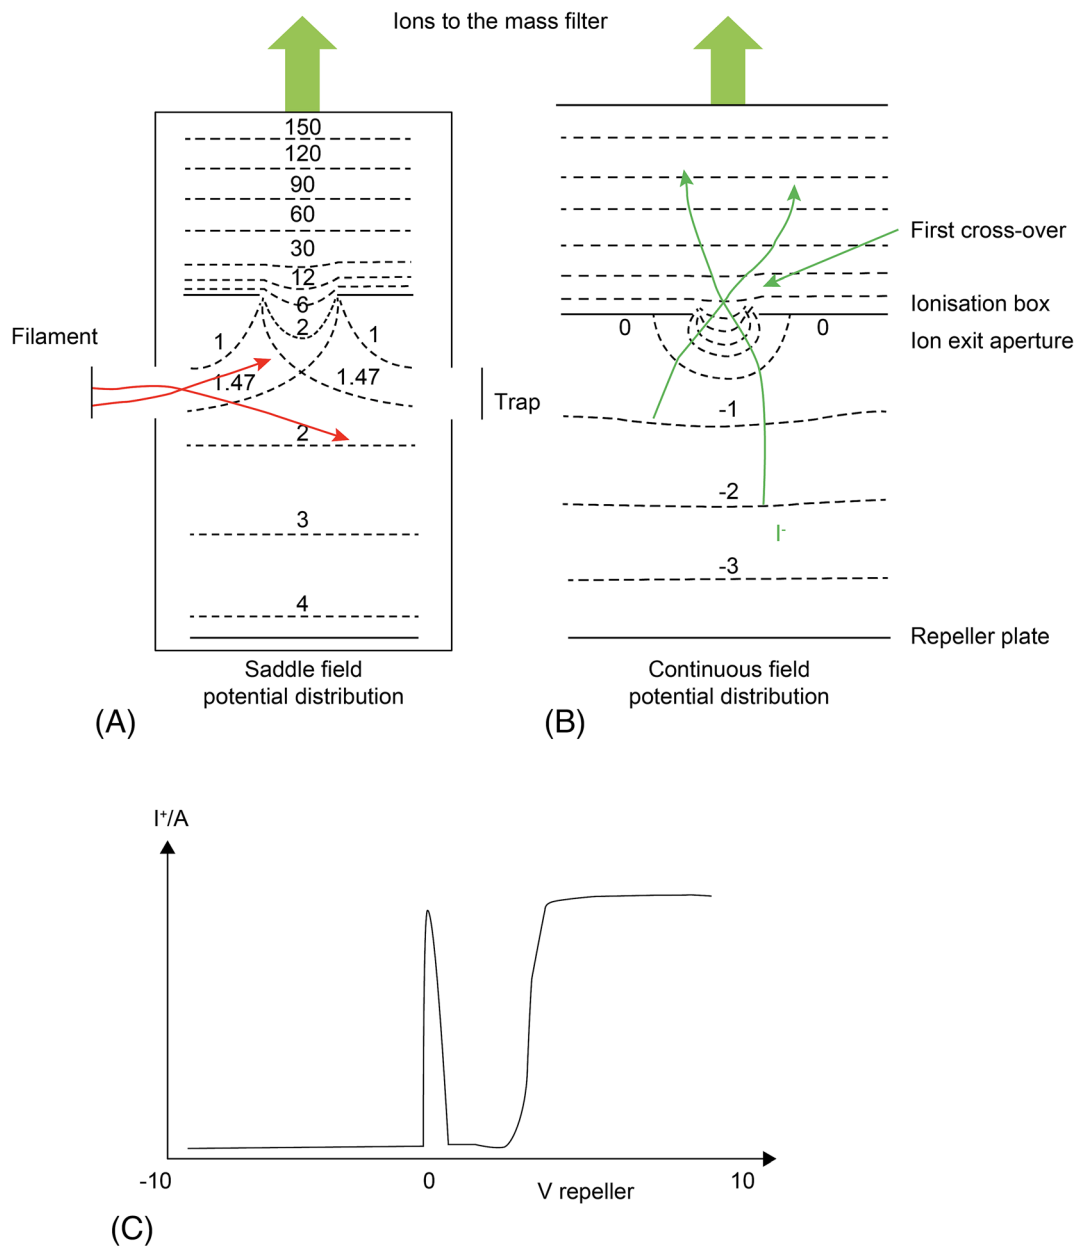 Ions to the mass filter
150
120
90
60
30
12
6
2
1
1
1.47
1.47
2
3
4
Filament
Trap
Saddle field
potential distribution
(A)
First cross-over
Ionisation box
Ion exit aperture
0
0
-1
-2
I-
-3
Repeller plate
Continuous field
potential distribution
(B)
I+/A
-10
0
10
V repeller
(C)